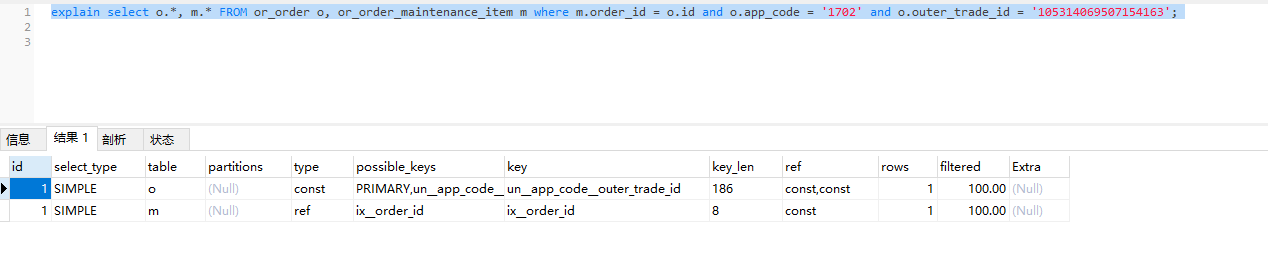 1 explain select o.*, m.* FROM or_order o, or_order_maintenance_item m where m.order_id = o.id and o.app_code = '1702' and o.outer_trade_id = '105314069507154163';
2
3
信息 结果 1 剖析 状态
id select_type table partitions type possible_keys key key_len ref rows filtered Extra
1 SIMPLE o (Null) const PRIMARY,un__app_code__ un__app_code__outer_trade_id 186 const,const 1 100.00 (Null)
1 SIMPLE m (Null) ref ix__order_id ix__order_id 8 const 1 100.00 (Null)